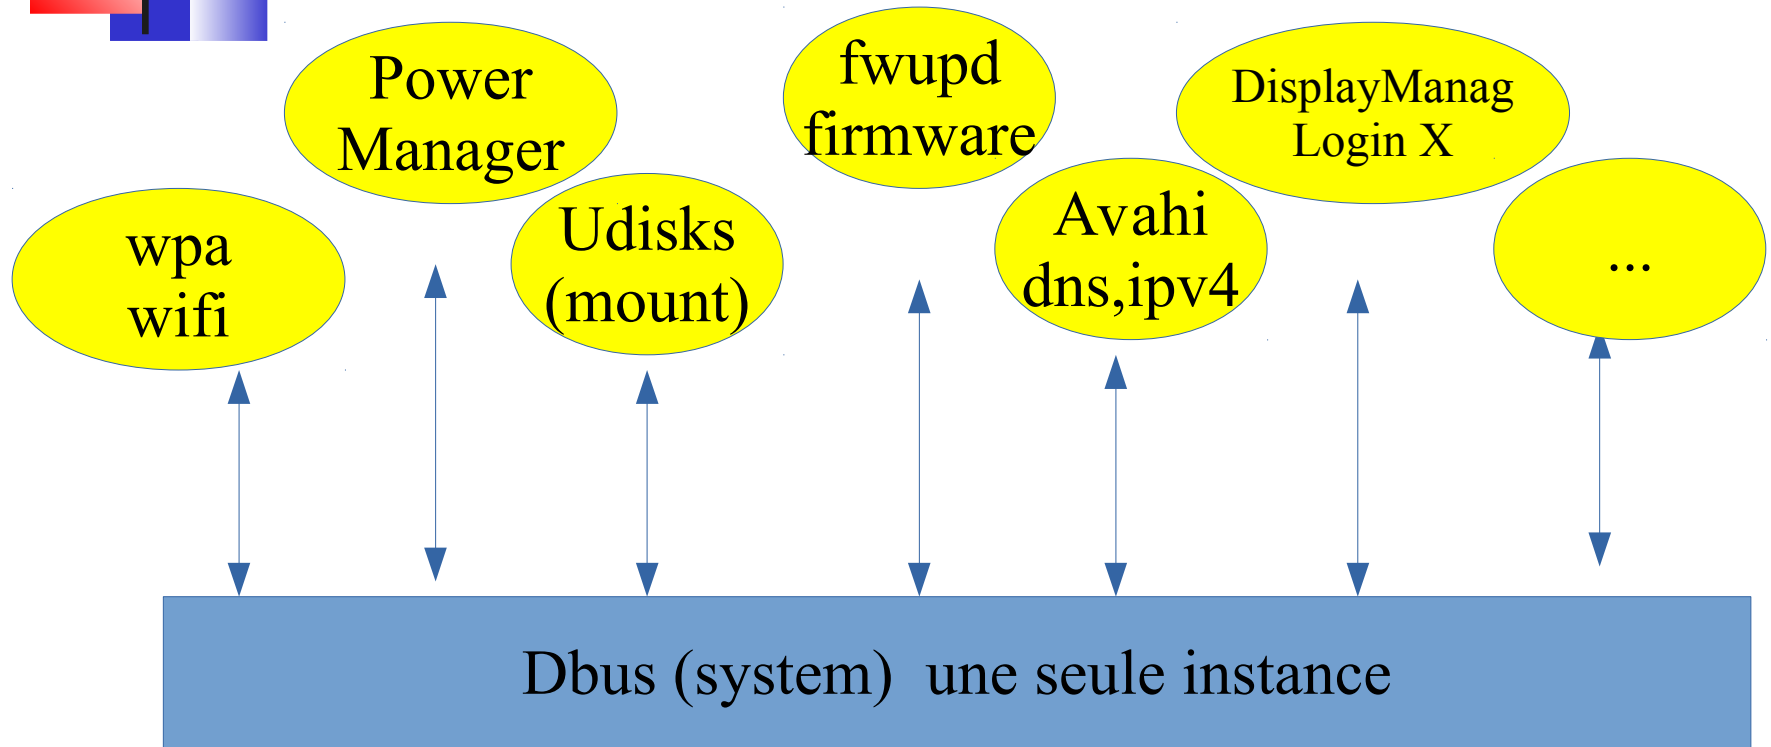 Power
Manager
fwupd
firmware
DisplayManag
Login X
wpa
wifi
Udisks
(mount)
Avahi
dns,ipv4
...
Dbus (system)  une seule instance